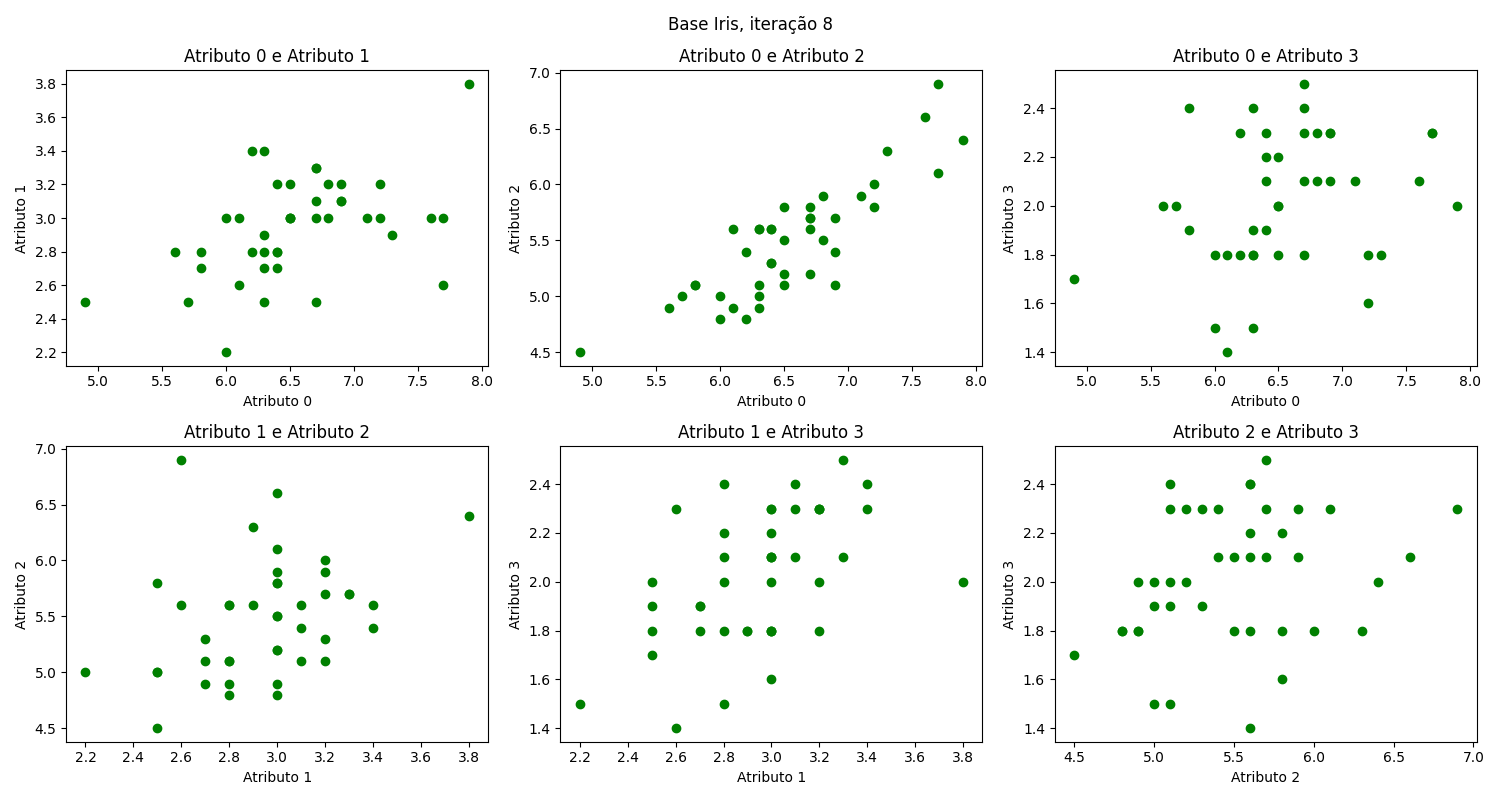 Base Iris, iteração 8
Atributo 0 e Atributo 1
3.8
3.6
3.4
3.2
3.0
2.8
2.6
2.4
2.2
Atributo 1
5.0 5.5 6.0 6.5 7.0 7.5 8.0
Atributo 0
Atributo 0 e Atributo 2
7.0
6.5
6.0
5.5
5.0
4.5
Atributo 2
5.0 5.5 6.0 6.5 7.0 7.5 8.0
Atributo 0
Atributo 0 e Atributo 3
2.4
2.2
2.0
1.8
1.6
1.4
Atributo 3
5.0 5.5 6.0 6.5 7.0 7.5 8.0
Atributo 0
Atributo 1 e Atributo 2
7.0
6.5
6.0
5.5
5.0
4.5
Atributo 2
2.2 2.4 2.6 2.8 3.0 3.2 3.4 3.6 3.8
Atributo 1
Atributo 1 e Atributo 3
2.4
2.2
2.0
1.8
1.6
1.4
Atributo 3
2.2 2.4 2.6 2.8 3.0 3.2 3.4 3.6 3.8
Atributo 1
Atributo 2 e Atributo 3
2.4
2.2
2.0
1.8
1.6
1.4
Atributo 3
4.5 5.0 5.5 6.0 6.5 7.0
Atributo 2